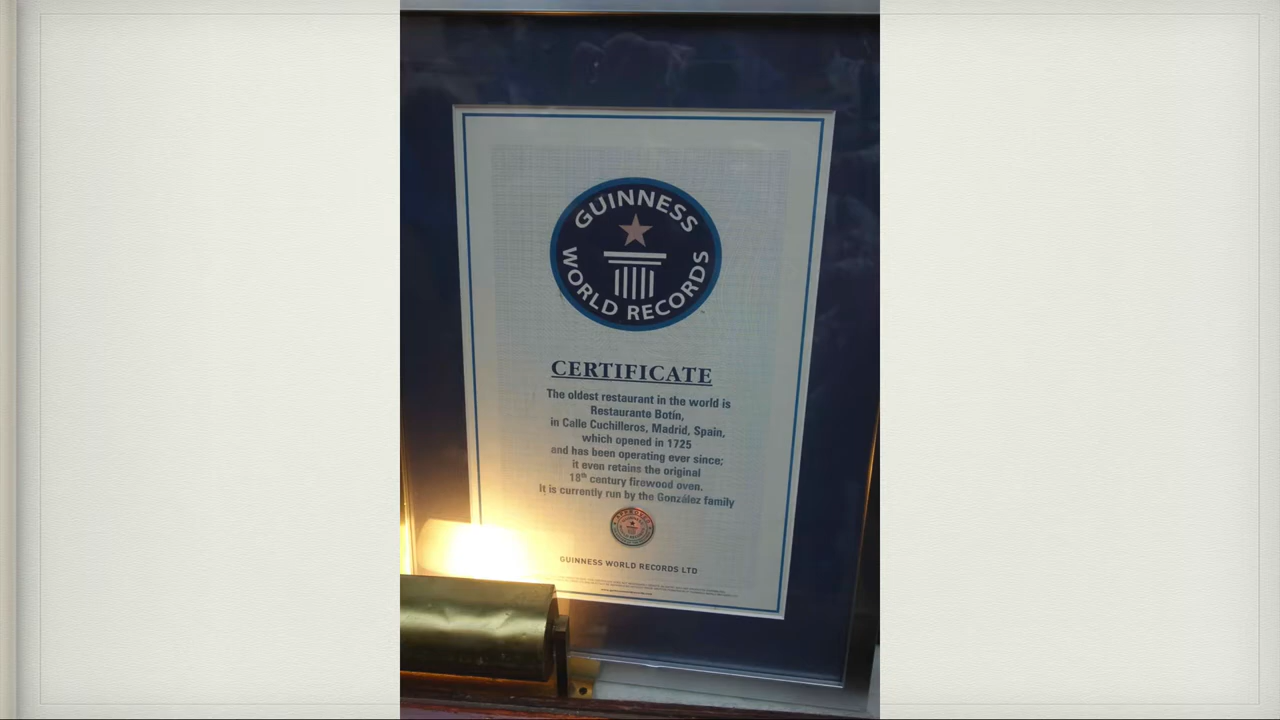 GUINNESS
WORLD RECORDS
CERTIFICATE
The oldest restaurant in the world is
Restaurante Botín,
in Calle Cuchilleros, Madrid, Spain,
which opened in 1725
and has been operating ever since;
it even retains the original
18th century firewood oven.
It is currently run by the González family
APPROVED
GUINNESS WORLD RECORDS LTD